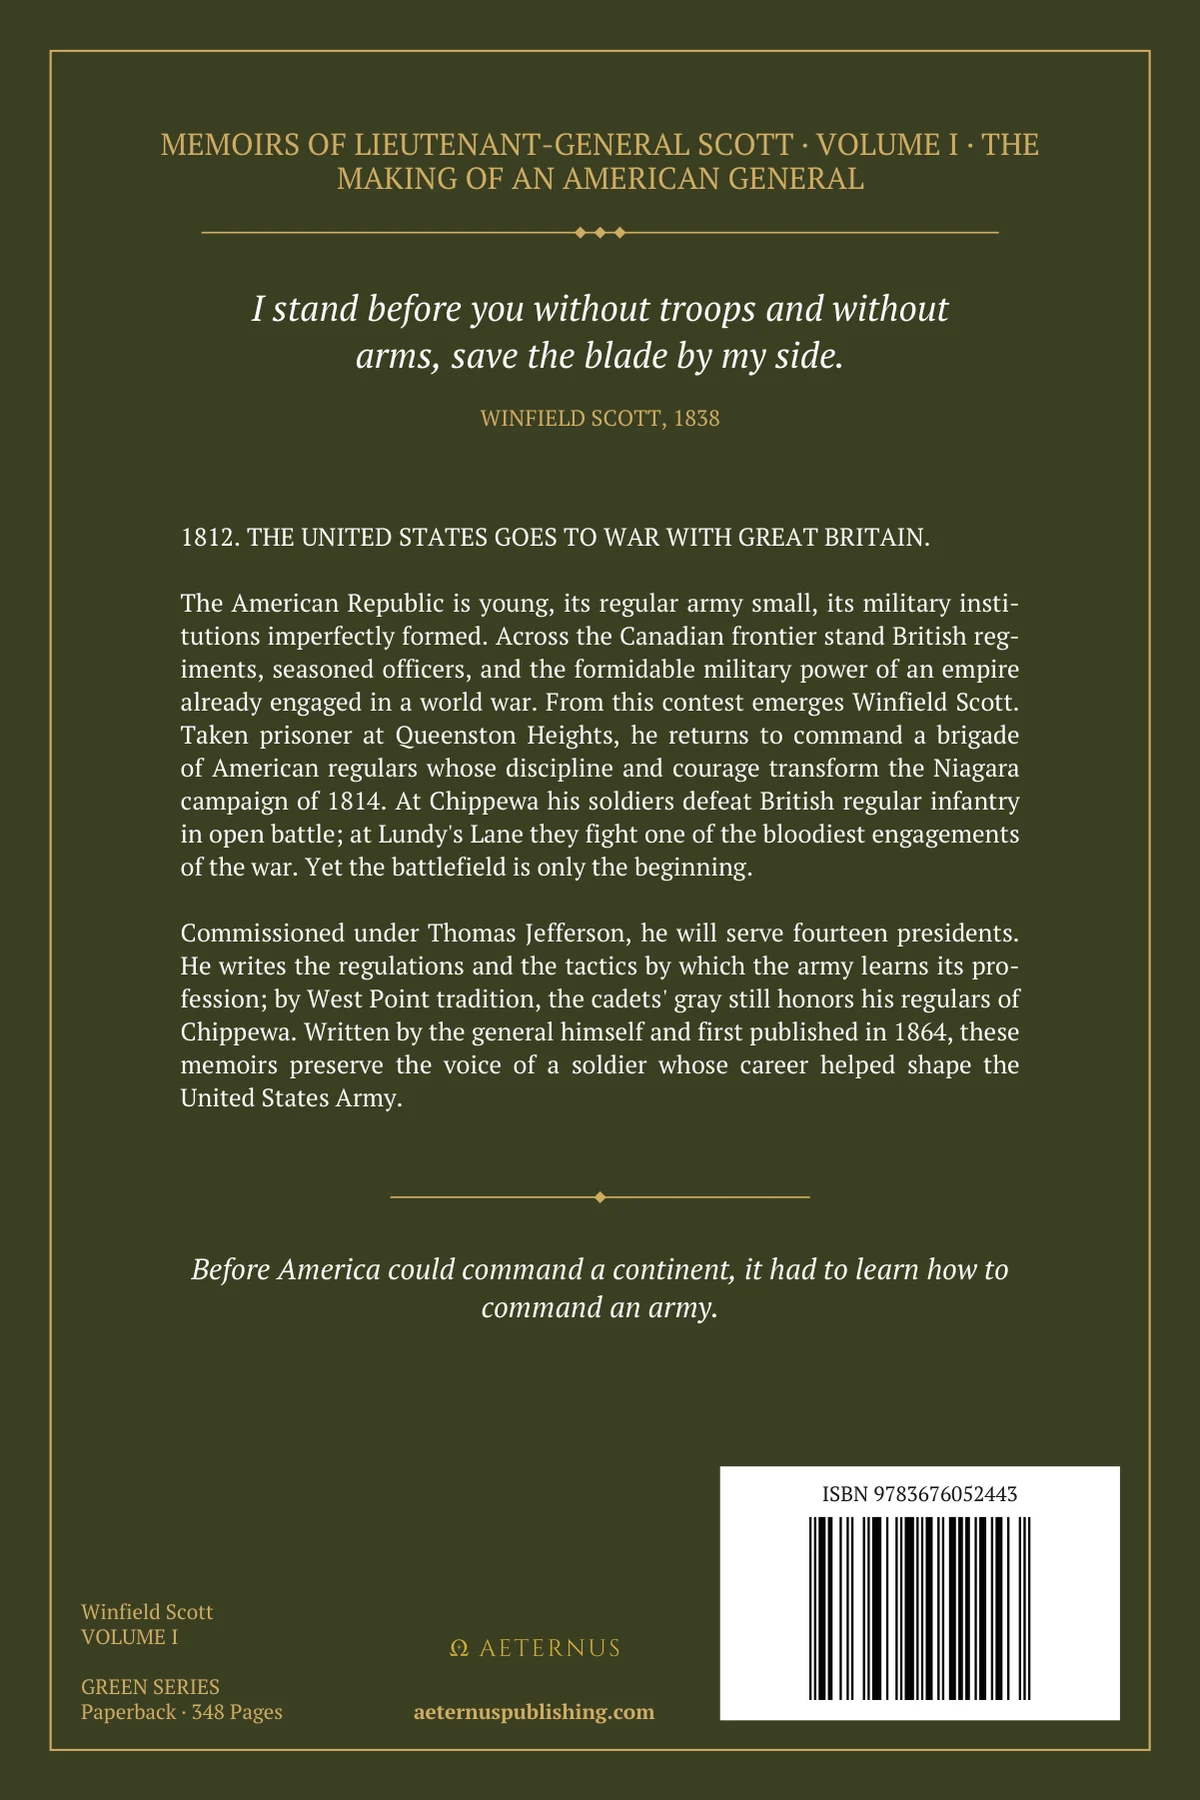 MEMOIRS OF LIEUTENANT-GENERAL SCOTT · VOLUME I · THE
MAKING OF AN AMERICAN GENERAL
I stand before you without troops and without
arms, save the blade by my side.
WINFIELD SCOTT, 1838
1812. THE UNITED STATES GOES TO WAR WITH GREAT BRITAIN.
The American Republic is young, its regular army small, its military insti-
tutions imperfectly formed. Across the Canadian frontier stand British reg-
iments, seasoned officers, and the formidable military power of an empire
already engaged in a world war. From this contest emerges Winfield Scott.
Taken prisoner at Queenston Heights, he returns to command a brigade
of American regulars whose discipline and courage transform the Niagara
campaign of 1814. At Chippewa his soldiers defeat British regular infantry
in open battle; at Lundy's Lane they fight one of the bloodiest engagements
of the war. Yet the battlefield is only the beginning.
Commissioned under Thomas Jefferson, he will serve fourteen presidents.
He writes the regulations and the tactics by which the army learns its pro-
fession; by West Point tradition, the cadets' gray still honors his regulars of
Chippewa. Written by the general himself and first published in 1864, these
memoirs preserve the voice of a soldier whose career helped shape the
United States Army.
Before America could command a continent, it had to learn how to
command an army.
ISBN 9783676052443
Winfield Scott
VOLUME I
GREEN SERIES
Paperback · 348 Pages
Ω AETERNUS
aeternuspublishing.com